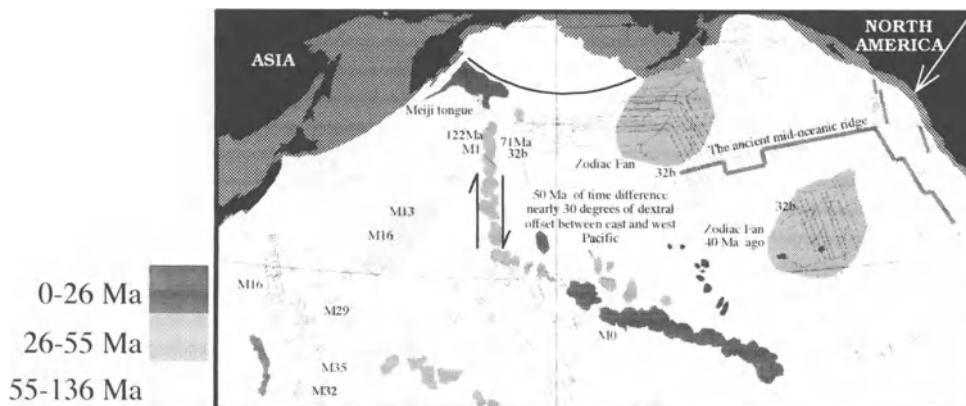 NORTH
AMERICA
ASIA
Meiji tongue
122Ma
M1
71Ma
32b
The ancient mid-oceanic ridge
Zodiac Fan
32b
50 Ma of time difference
nearly 30 degrees of dextral
offset between east and west
Pacific
M13
M16
32b
Zodiac Fan
40 Ma ago
M16
M29
M0
M35
M32
0-26 Ma
26-55 Ma
55-136 Ma